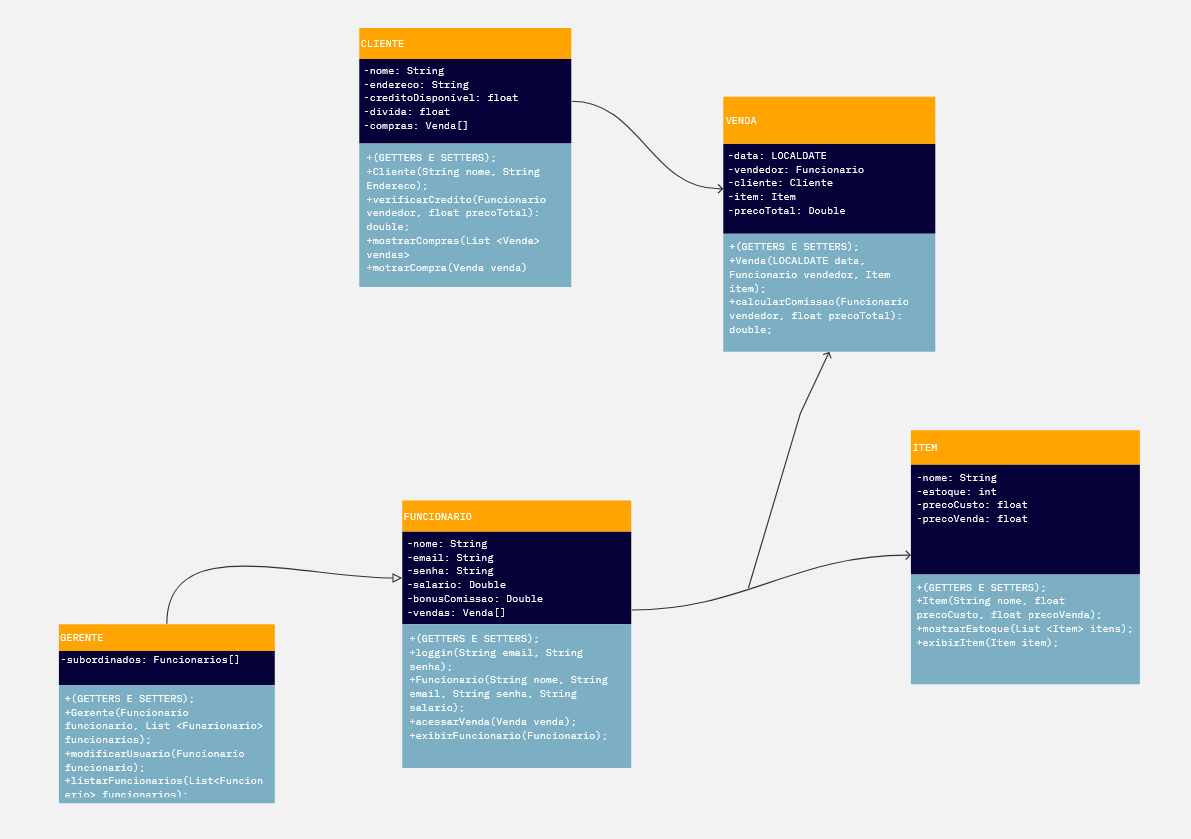 CLIENTE
-nome: String
-endereco: String
-creditoDisponivel: float
-divida: float
-compras: Venda[]
+(GETTERS E SETTERS);
+Cliente(String nome, String
Endereco);
+verificarCredito(Funcionario
vendedor, float precoTotal):
double;
+mostrarCompras(List <Venda>
vendas>
+motrarCompra(Venda venda)
VENDA
-data: LOCALDATE
-vendedor: Funcionario
-cliente: Cliente
-item: Item
-precoTotal: Double
+(GETTERS E SETTERS);
+Venda(LOCALDATE data,
Funcionario vendedor, Item
item);
+calcularComissao(Funcionario
vendedor, float precoTotal):
double;
ITEM
-nome: String
-estoque: int
-precoCusto: float
-precoVenda: float
+(GETTERS E SETTERS);
+Item(String nome, float
precoCusto, float precoVenda);
+mostrarEstoque(List <Item> itens);
+exibirItem(Item item);
FUNCIONARIO
-nome: String
-email: String
-senha: String
-salario: Double
-bonusComissao: Double
-vendas: Venda[]
+(GETTERS E SETTERS);
+loggin(String email, String
senha);
+Funcionario(String nome, String
email, String senha, String
salario);
+acessarVenda(Venda venda);
+exibirFuncionario(Funcionario);
GERENTE
-subordinados: Funcionarios[]
+(GETTERS E SETTERS);
+Gerente(Funcionario
funcionario, List <Funarionario>
funcionarios);
+modificarUsuario(Funcionario
funcionario);
+listarFuncionarios(List<Funcion
ario> funcionarios);